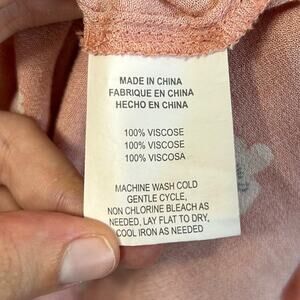 MADE IN CHINA
FABRIQUE EN CHINA
HECHO EN CHINA
100% VISCOSE
100% VISCOSE
100% VISCOSA
MACHINE WASH COLD
GENTLE CYCLE,
NON CHLORINE BLEACH AS
NEEDED, LAY FLAT TO DRY,
COOL IRON AS NEEDED